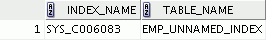 INDEX_NAME TABLE_NAME
1 SYS_C006083 EMP_UNNAMED_INDEX